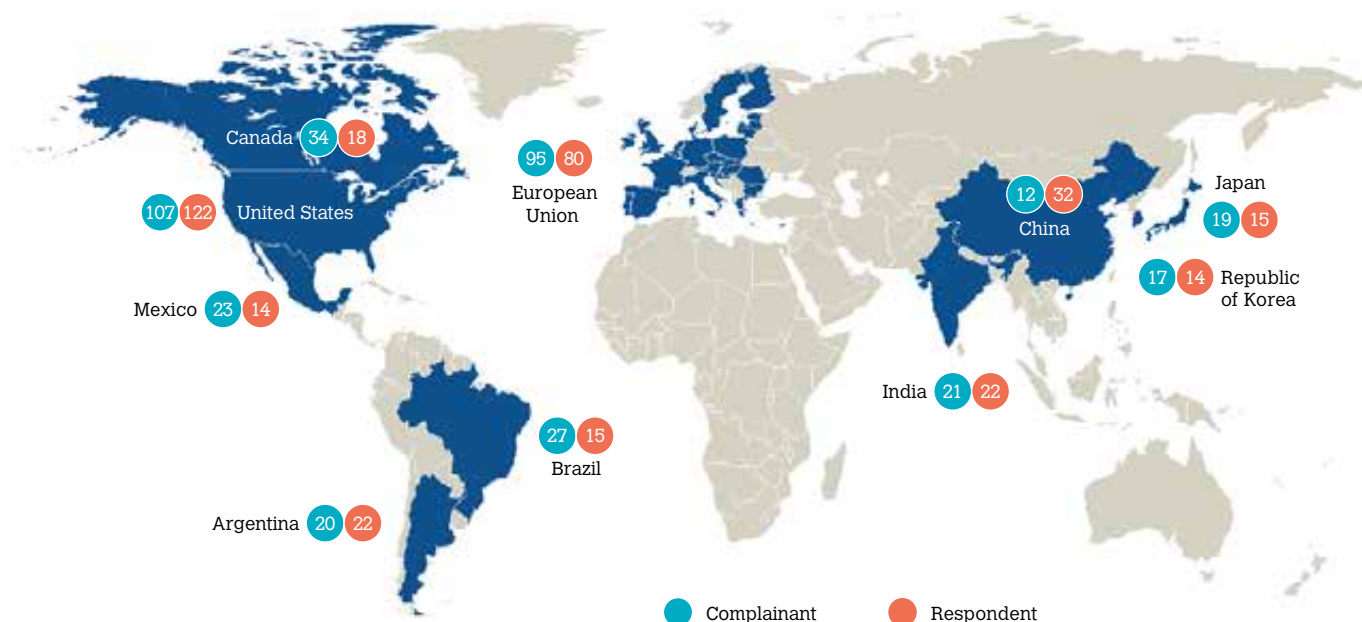 Canada 34 18
95 80
European
Union
107 122 United States
12 32
China
Japan
19 15
17 14 Republic
of Korea
Mexico 23 14
India 21 22
27 15
Brazil
Argentina 20 22
Complainant Respondent